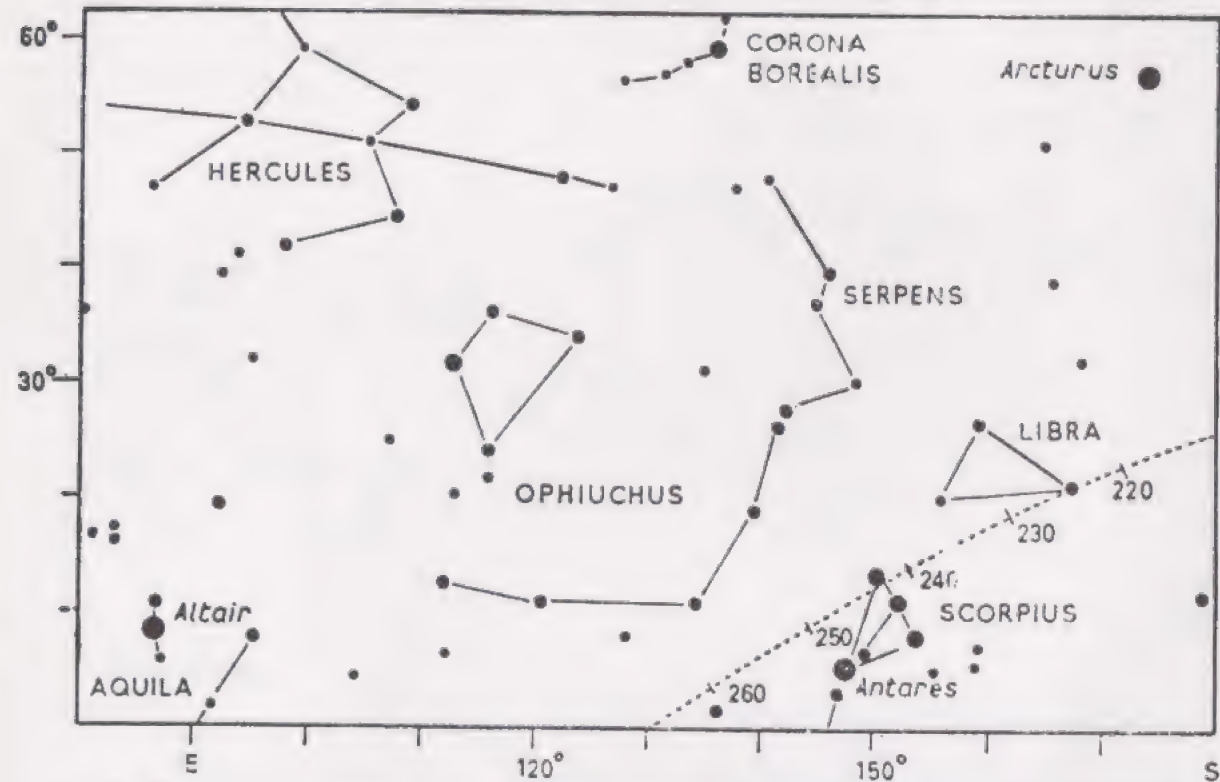 60°
CORONA
BOREALIS
Arcturus
HERCULES
SERPENS
30°
LIBRA
OPHIUCHUS
220
230
240
Altair
SCORPIUS
250
AQUILA
260
Antares
E
120°
150°
S